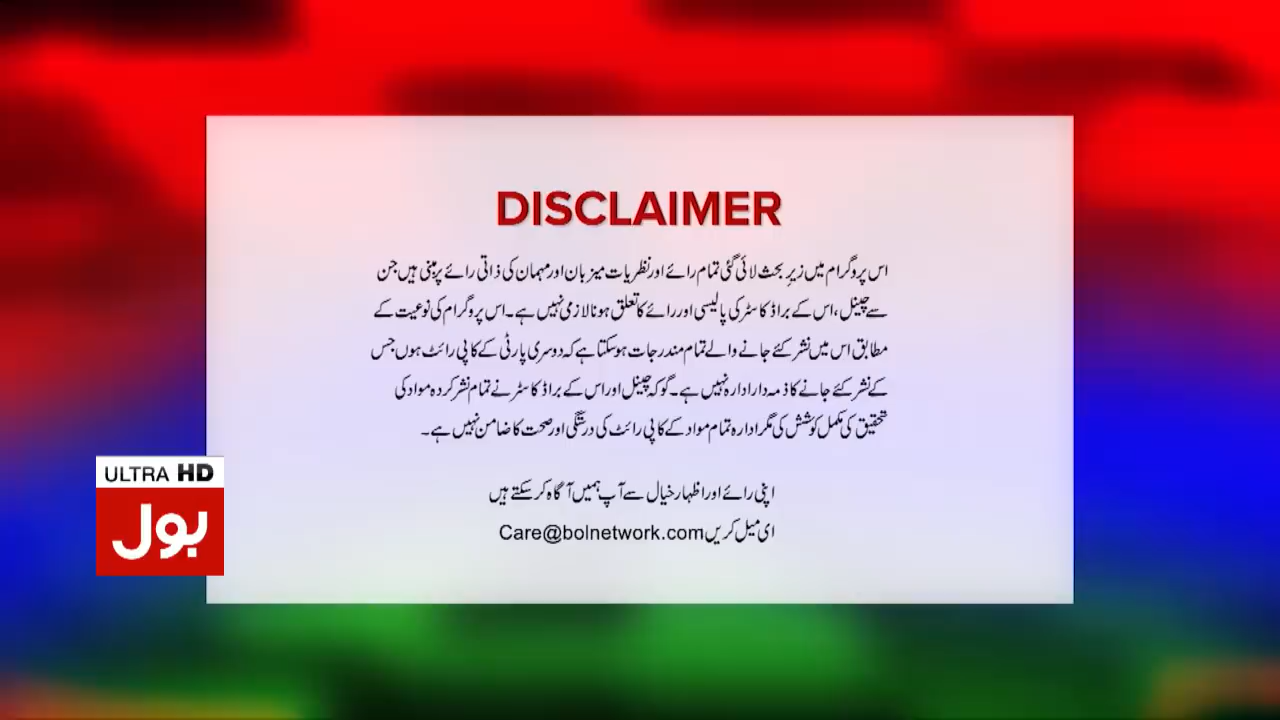 DISCLAIMER
اس پروگرام میں زیرِ بحث لائی گئی تمام رائے اور نظریات میزبان اور مہمان کی ذاتی رائے پر مبنی ہیں جن
سے چینل، اس کے براڈ کاسٹر کی پالیسی اور رائے کا تعلق ہونا لازمی نہیں ہے۔ اس پروگرام کی نوعیت کے
مطابق اس میں نشر کئے جانے والے تمام مندرجات ہوسکتا ہے کہ دوسری پارٹی کے کاپی رائٹ ہوں جس
کے نشر کئے جانے کا ذمہ دار ادارہ نہیں ہے۔ گو کہ چینل اور اس کے براڈ کاسٹر نے تمام نشر کردہ مواد کی
تحقیق کی مکمل کوشش کی مگر ادارہ تمام مواد کے کاپی رائٹ کی درستگی اور صحت کا ضامن نہیں ہے۔
اپنی رائے اور اظہار خیال سے آپ ہمیں آگاہ کرسکتے ہیں
ای میل کریں Care@bolnetwork.com
ULTRA HD
بول